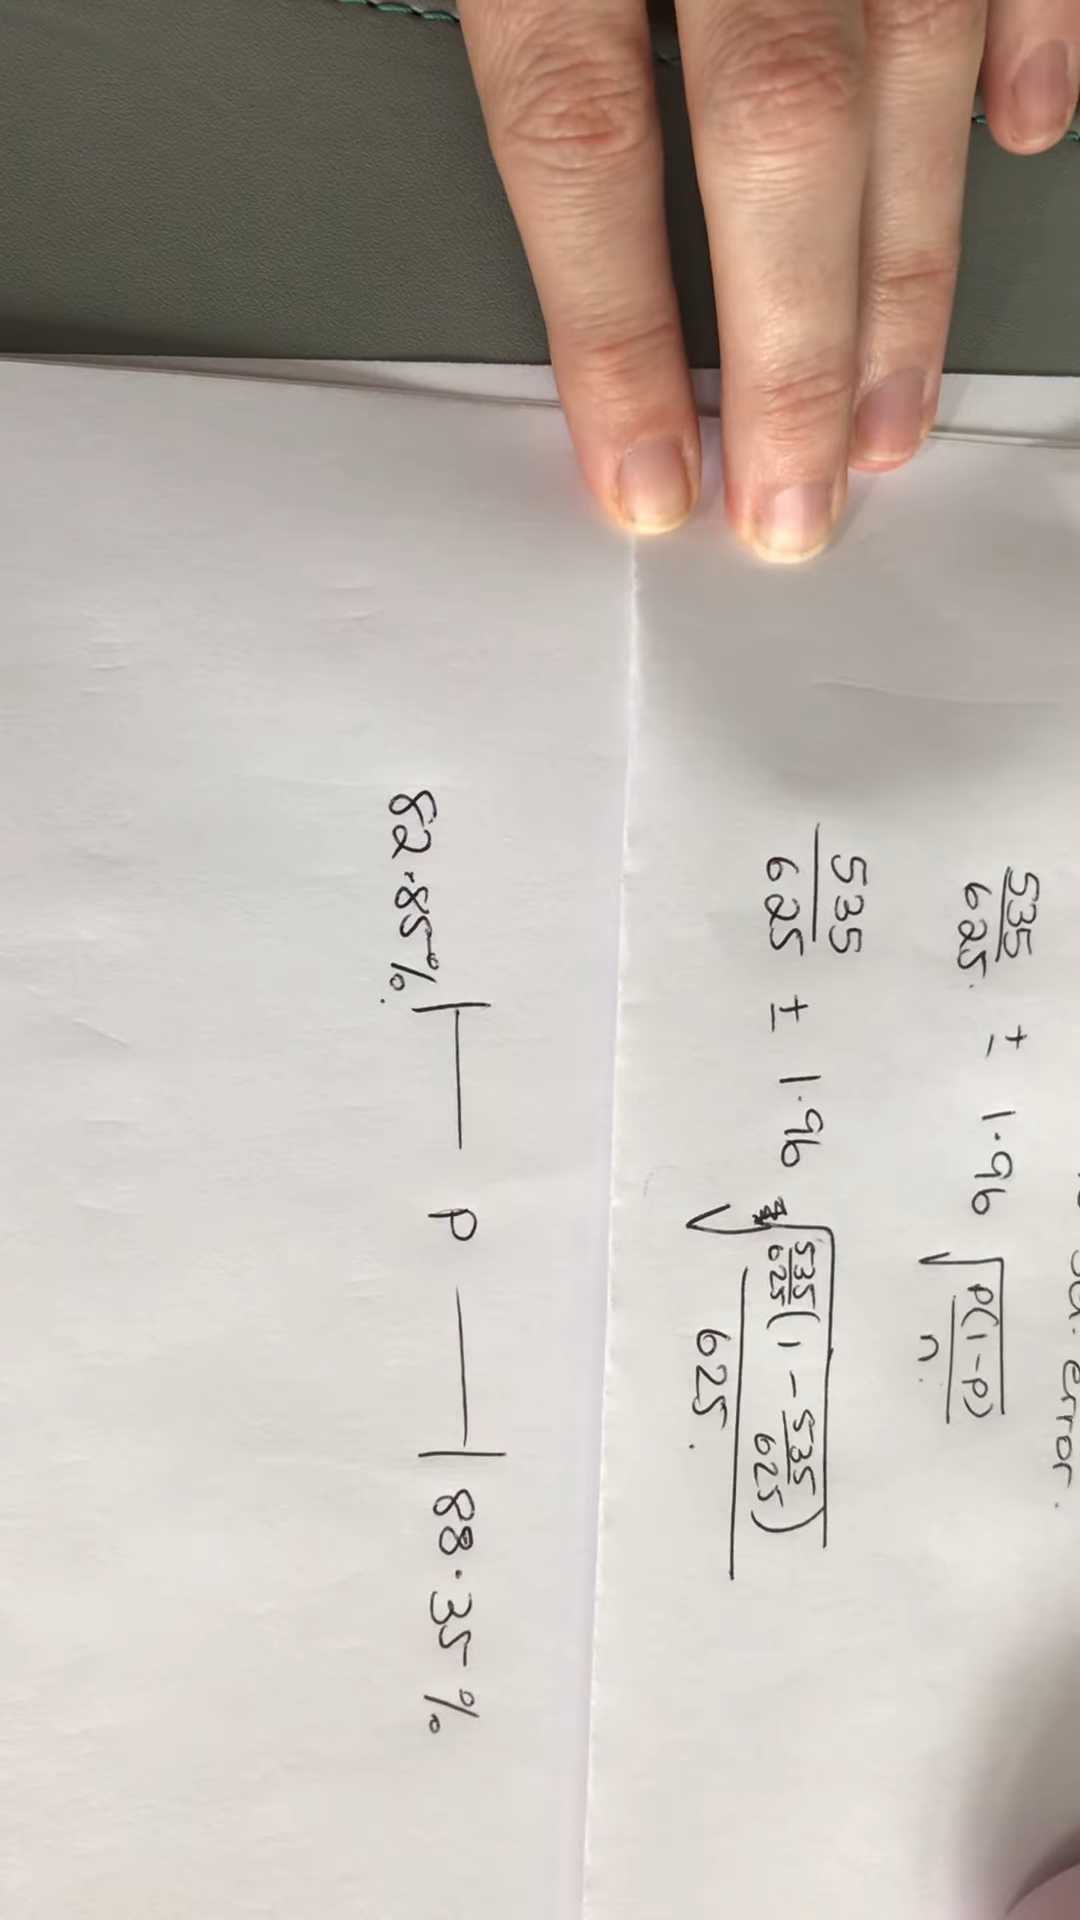 error.
535/625. ± 1.96 √(p(1-p)/n.)
535/625 ± 1.96 √(535/625(1 - 535/625)/625.)
82.85% |— p —| 88.35%